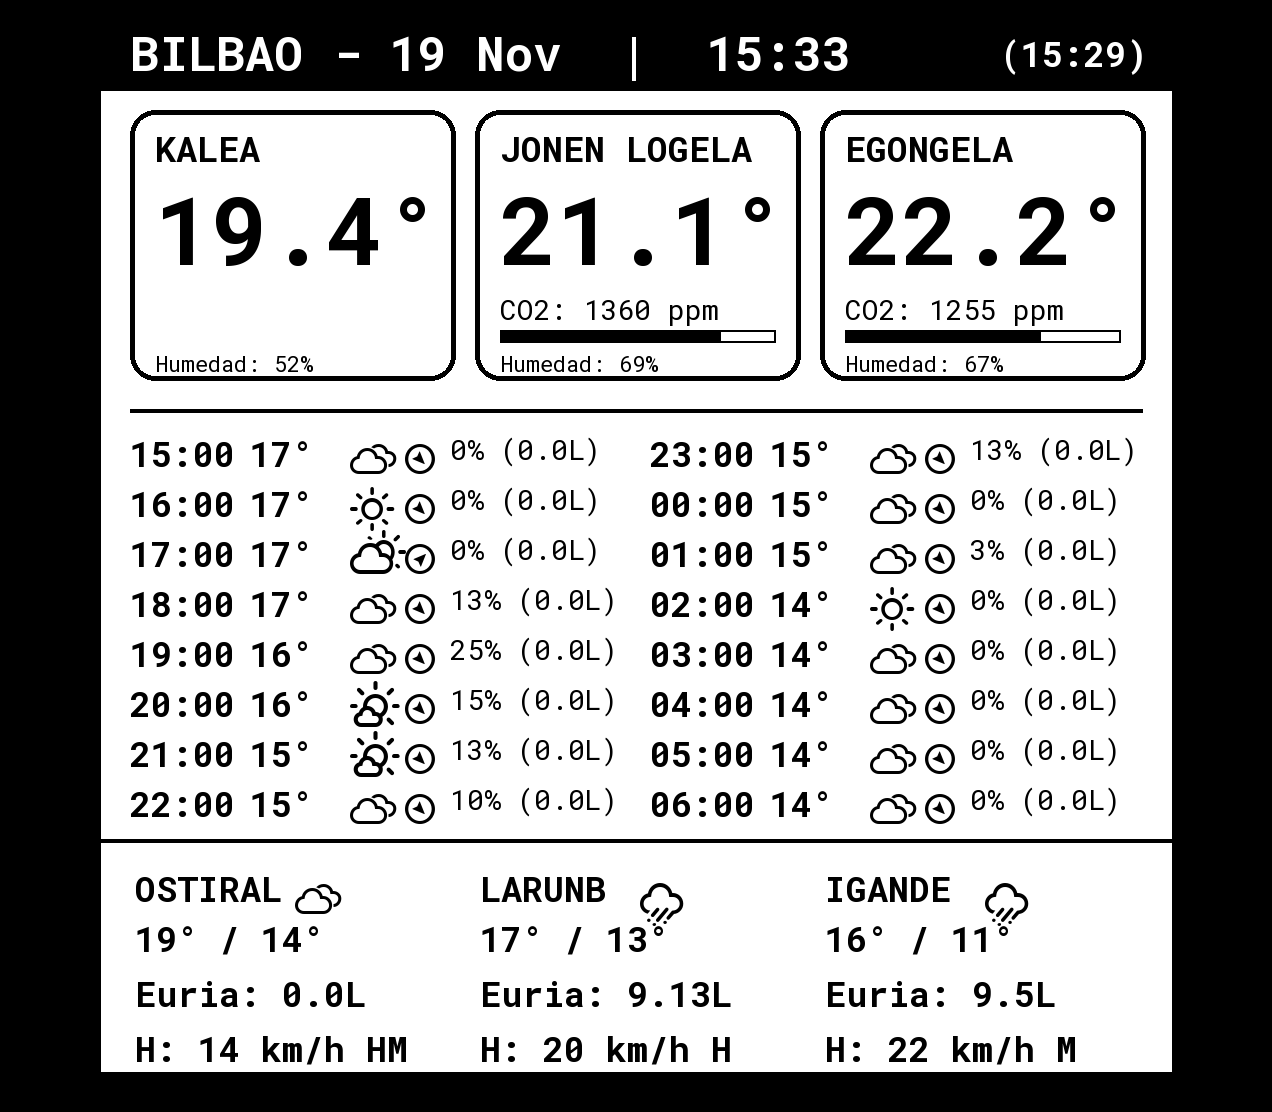 BILBAO - 19 Nov | 15:33 (15:29)
KALEA
19.4°
Humedad: 52%
JONEN LOGELA
21.1°
CO2: 1360 ppm
Humedad: 69%
EGONGELA
22.2°
CO2: 1255 ppm
Humedad: 67%
15:00 17° 0% (0.0L)
16:00 17° 0% (0.0L)
17:00 17° 0% (0.0L)
18:00 17° 13% (0.0L)
19:00 16° 25% (0.0L)
20:00 16° 15% (0.0L)
21:00 15° 13% (0.0L)
22:00 15° 10% (0.0L)
23:00 15° 13% (0.0L)
00:00 15° 0% (0.0L)
01:00 15° 3% (0.0L)
02:00 14° 0% (0.0L)
03:00 14° 0% (0.0L)
04:00 14° 0% (0.0L)
05:00 14° 0% (0.0L)
06:00 14° 0% (0.0L)
OSTIRAL
19° / 14°
Euria: 0.0L
H: 14 km/h HM
LARUNB
17° / 13°
Euria: 9.13L
H: 20 km/h H
IGANDE
16° / 11°
Euria: 9.5L
H: 22 km/h M